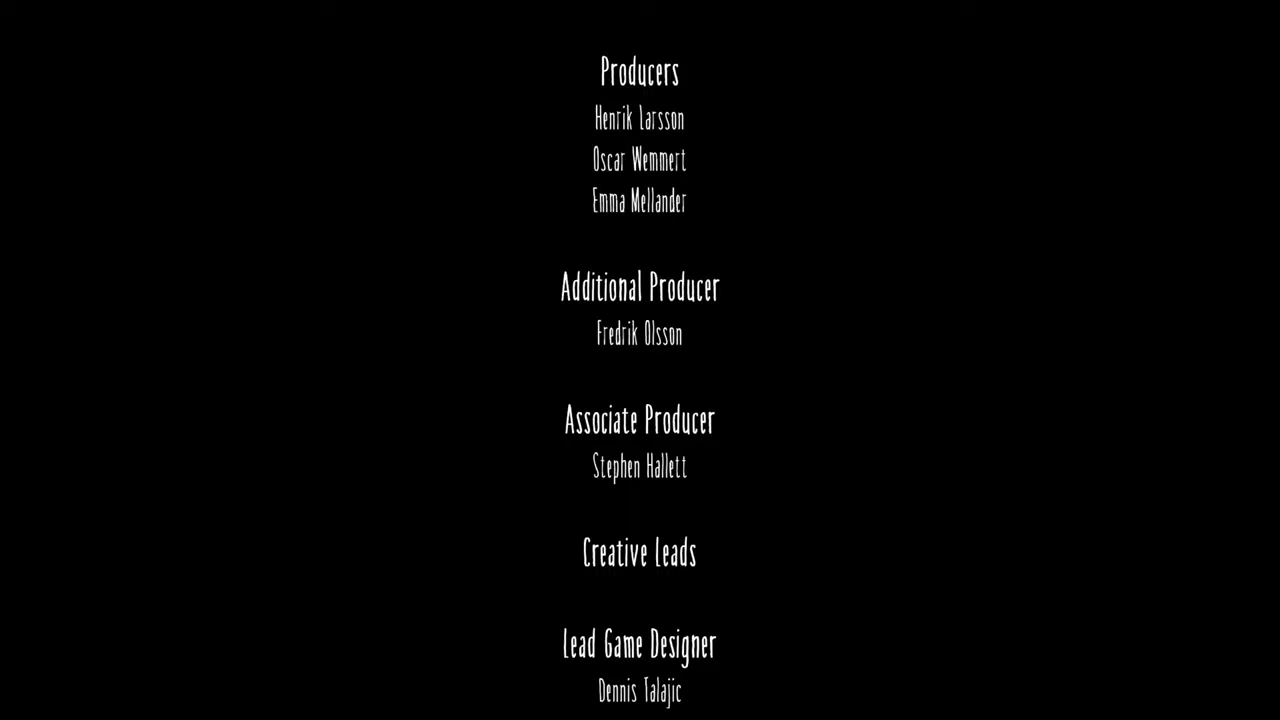 Producers
Henrik Larsson
Oscar Wemmert
Emma Mellander
Additional Producer
Fredrik Olsson
Associate Producer
Stephen Hallett
Creative Leads
Lead Game Designer
Dennis Talajic